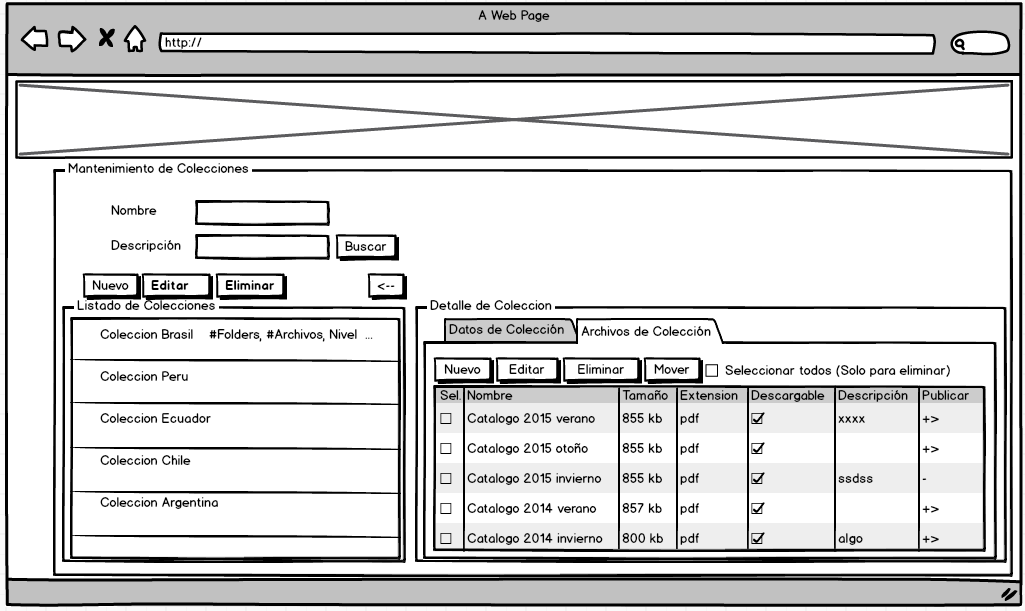 A Web Page
http://
Mantenimiento de Colecciones
Nombre
Descripción
Buscar
Nuevo Editar Eliminar <--
Listado de Colecciones
Coleccion Brasil #Folders, #Archivos, Nivel ...
Coleccion Peru
Coleccion Ecuador
Coleccion Chile
Coleccion Argentina
Detalle de Coleccion
Datos de Colección Archivos de Colección
Nuevo Editar Eliminar Mover Seleccionar todos (Solo para eliminar)
Sel. Nombre Tamaño Extension Descargable Descripción Publicar
Catalogo 2015 verano 855 kb pdf xxxx +>
Catalogo 2015 otoño 855 kb pdf +>
Catalogo 2015 invierno 855 kb pdf ssdss -
Catalogo 2014 verano 857 kb pdf +>
Catalogo 2014 invierno 800 kb pdf algo +>